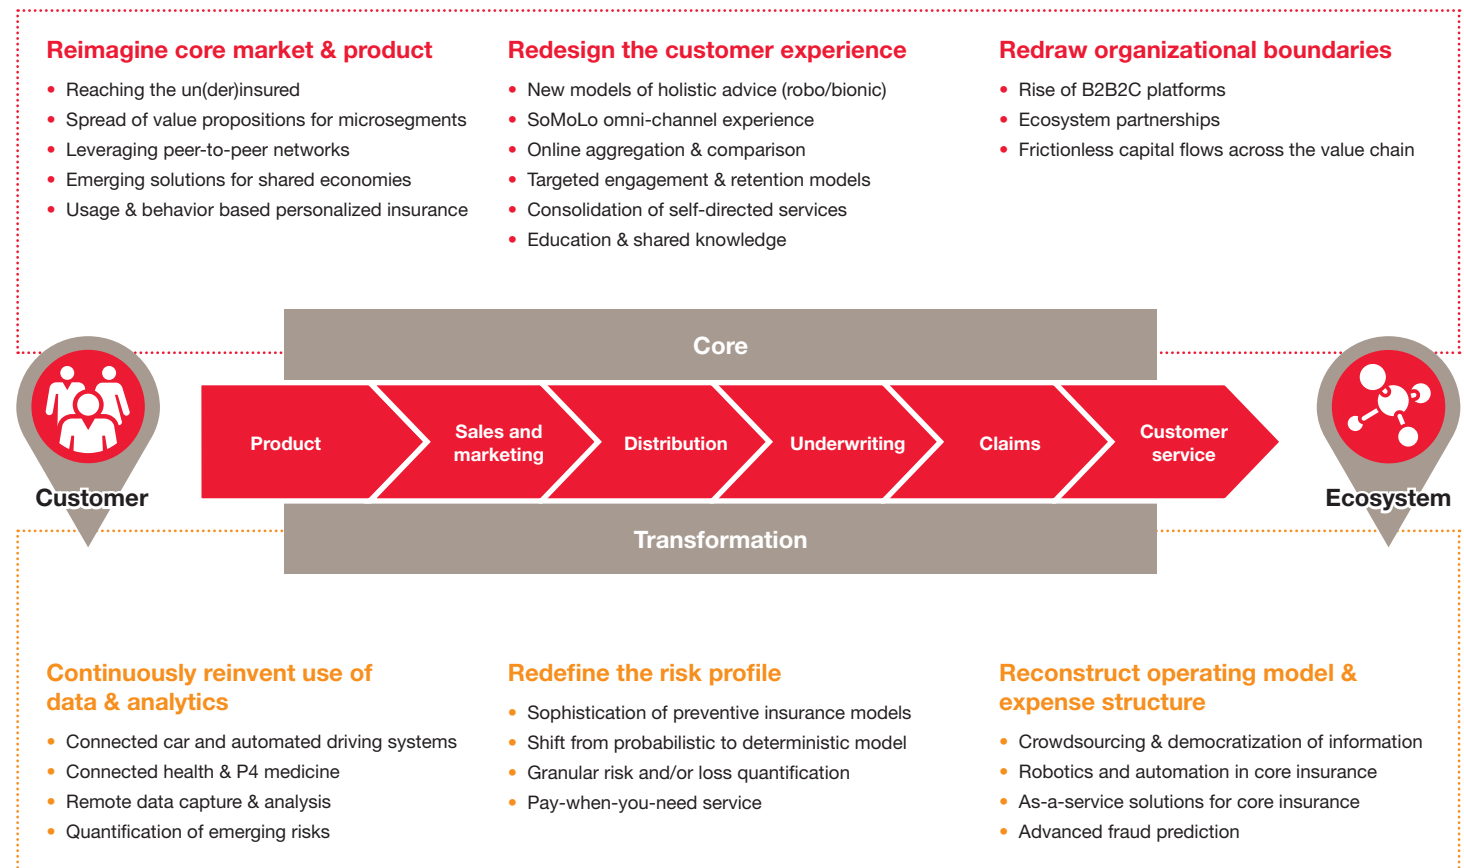 Reimagine core market & product
• Reaching the un(der)insured
• Spread of value propositions for microsegments
• Leveraging peer-to-peer networks
• Emerging solutions for shared economies
• Usage & behavior based personalized insurance
Redesign the customer experience
• New models of holistic advice (robo/bionic)
• SoMoLo omni-channel experience
• Online aggregation & comparison
• Targeted engagement & retention models
• Consolidation of self-directed services
• Education & shared knowledge
Redraw organizational boundaries
• Rise of B2B2C platforms
• Ecosystem partnerships
• Frictionless capital flows across the value chain
Core
Customer
Product
Sales and
marketing
Distribution
Underwriting
Claims
Customer
service
Ecosystem
Transformation
Continuously reinvent use of
data & analytics
• Connected car and automated driving systems
• Connected health & P4 medicine
• Remote data capture & analysis
• Quantification of emerging risks
Redefine the risk profile
• Sophistication of preventive insurance models
• Shift from probabilistic to deterministic model
• Granular risk and/or loss quantification
• Pay-when-you-need service
Reconstruct operating model &
expense structure
• Crowdsourcing & democratization of information
• Robotics and automation in core insurance
• As-a-service solutions for core insurance
• Advanced fraud prediction